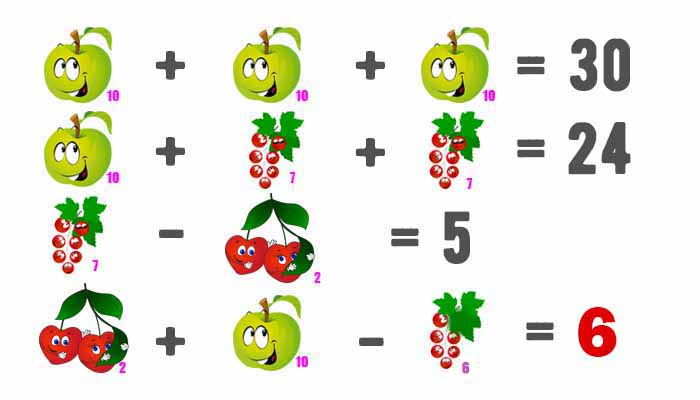 10 + 10 + 10 = 30
10 + 7 + 7 = 24
7 - 2 = 5
2 + 10 - 6 = 6